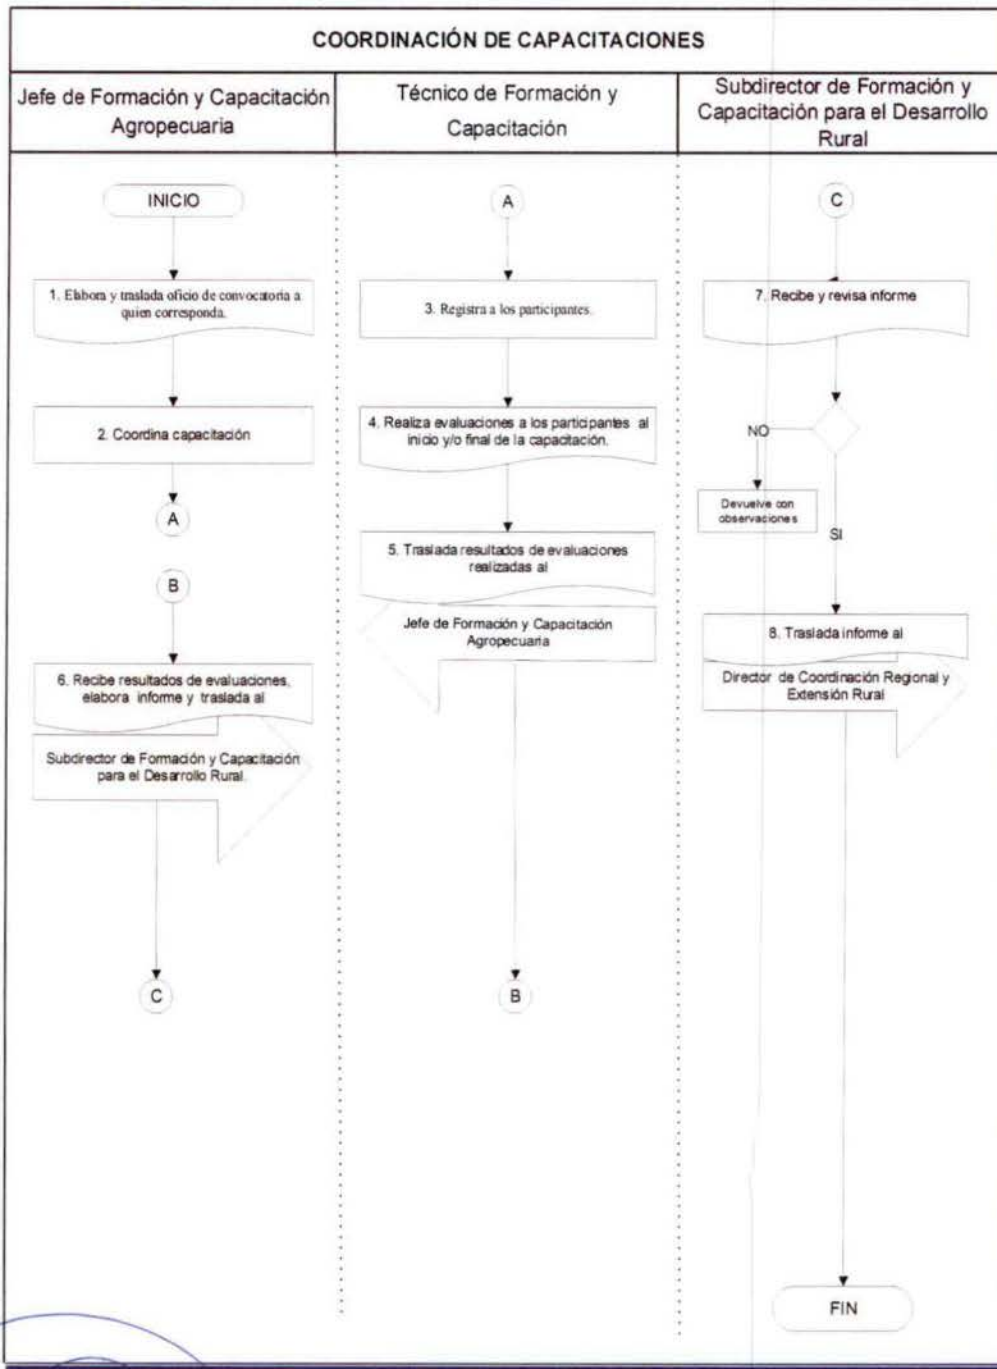 COORDINACIÓN DE CAPACITACIONES
Jefe de Formación y Capacitación
Agropecuaria
Técnico de Formación y
Capacitación
Subdirector de Formación y
Capacitación para el Desarrollo
Rural
INICIO
1. Elabora y traslada oficio de convocatoria a
quien corresponda.
2. Coordina capacitación
A
B
6. Recibe resultados de evaluaciones,
elabora informe y traslada al
Subdirector de Formación y Capacitación
para el Desarrollo Rural.
C
A
3. Registra a los participantes.
4. Realiza evaluaciones a los participantes al
inicio y/o final de la capacitación.
5. Traslada resultados de evaluaciones
realizadas al
Jefe de Formación y Capacitación
Agropecuaria
B
C
7. Recibe y revisa informe
NO
Devuelve con
observaciones
SI
8. Traslada informe al
Director de Coordinación Regional y
Extensión Rural
FIN